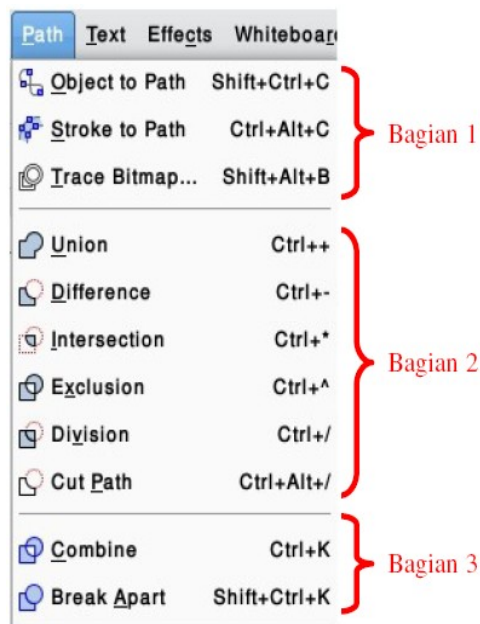 Path Text Effects Whiteboar
Object to Path Shift+Ctrl+C
Stroke to Path Ctrl+Alt+C
Trace Bitmap... Shift+Alt+B
Bagian 1
Union Ctrl++
Difference Ctrl+-
Intersection Ctrl+*
Exclusion Ctrl+^
Division Ctrl+/
Cut Path Ctrl+Alt+/
Bagian 2
Combine Ctrl+K
Break Apart Shift+Ctrl+K
Bagian 3